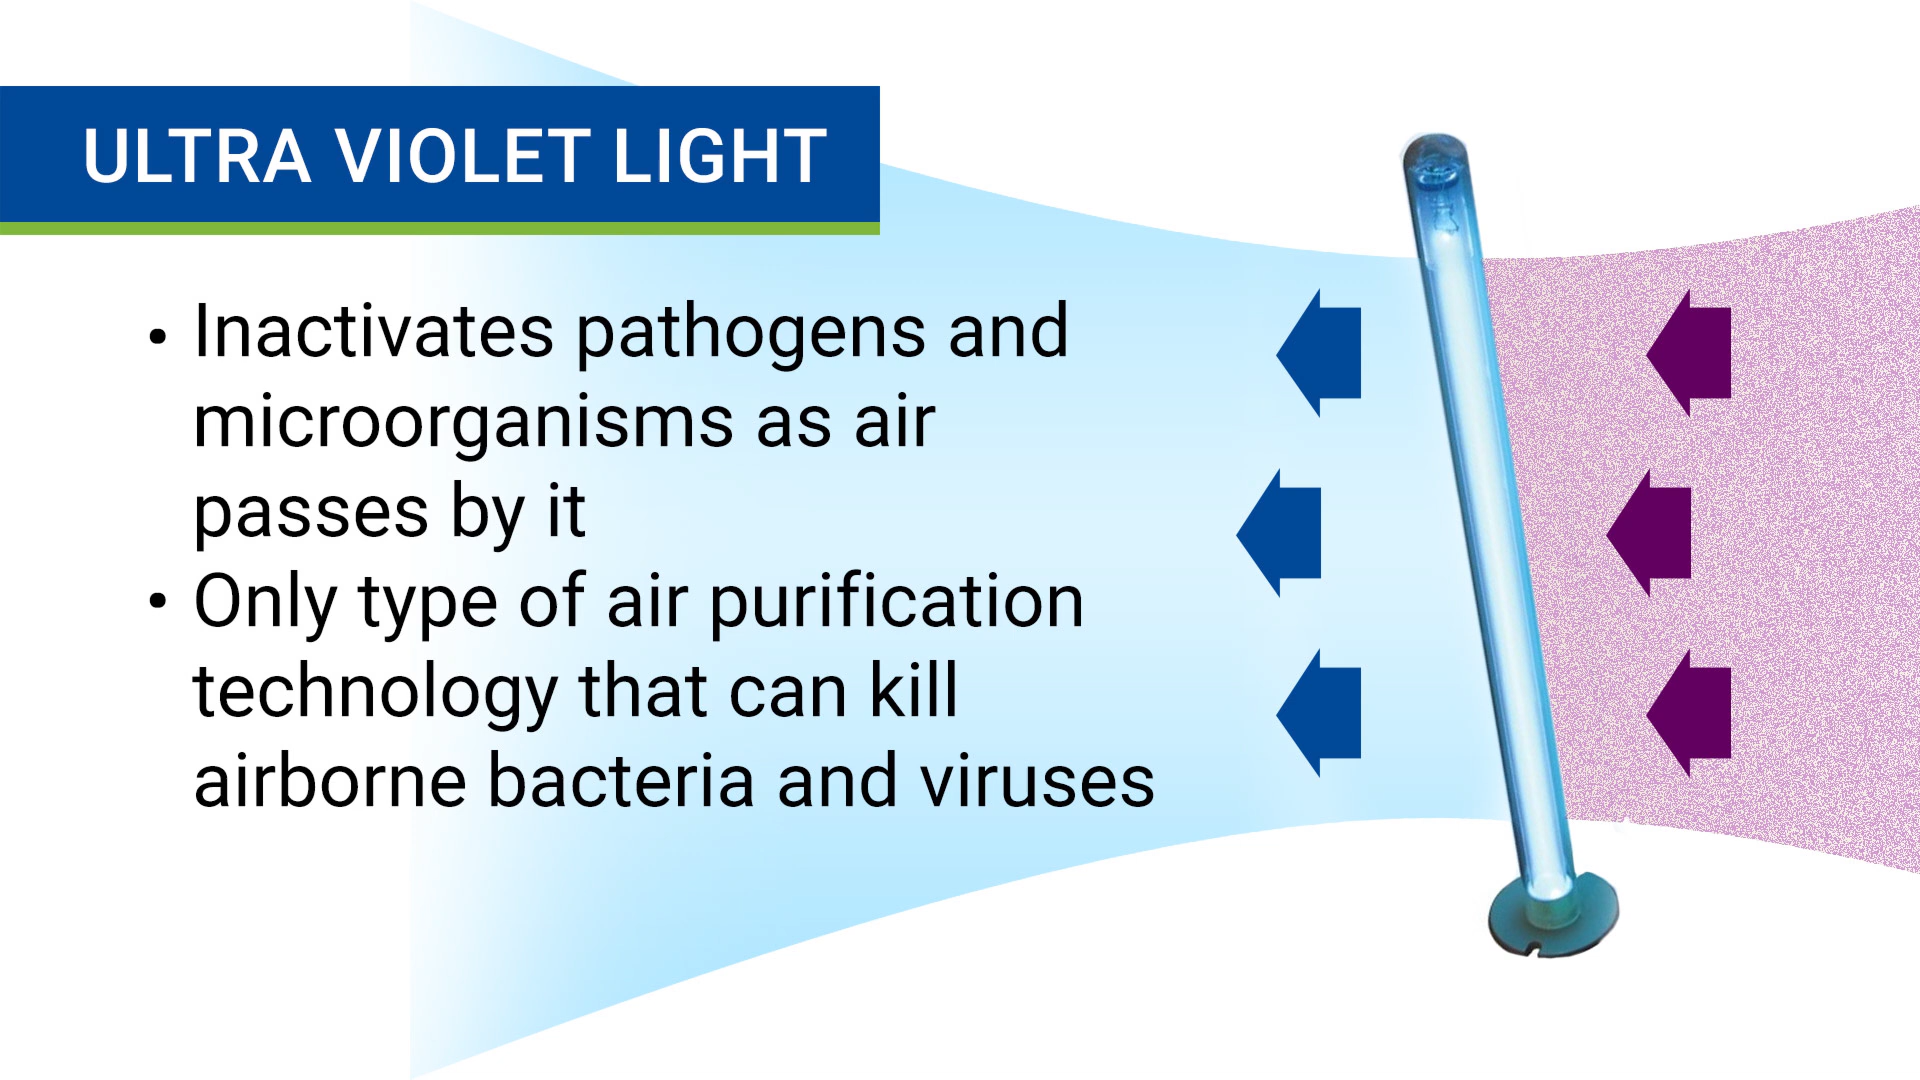 ULTRA VIOLET LIGHT
• Inactivates pathogens and
microorganisms as air
passes by it
• Only type of air purification
technology that can kill
airborne bacteria and viruses